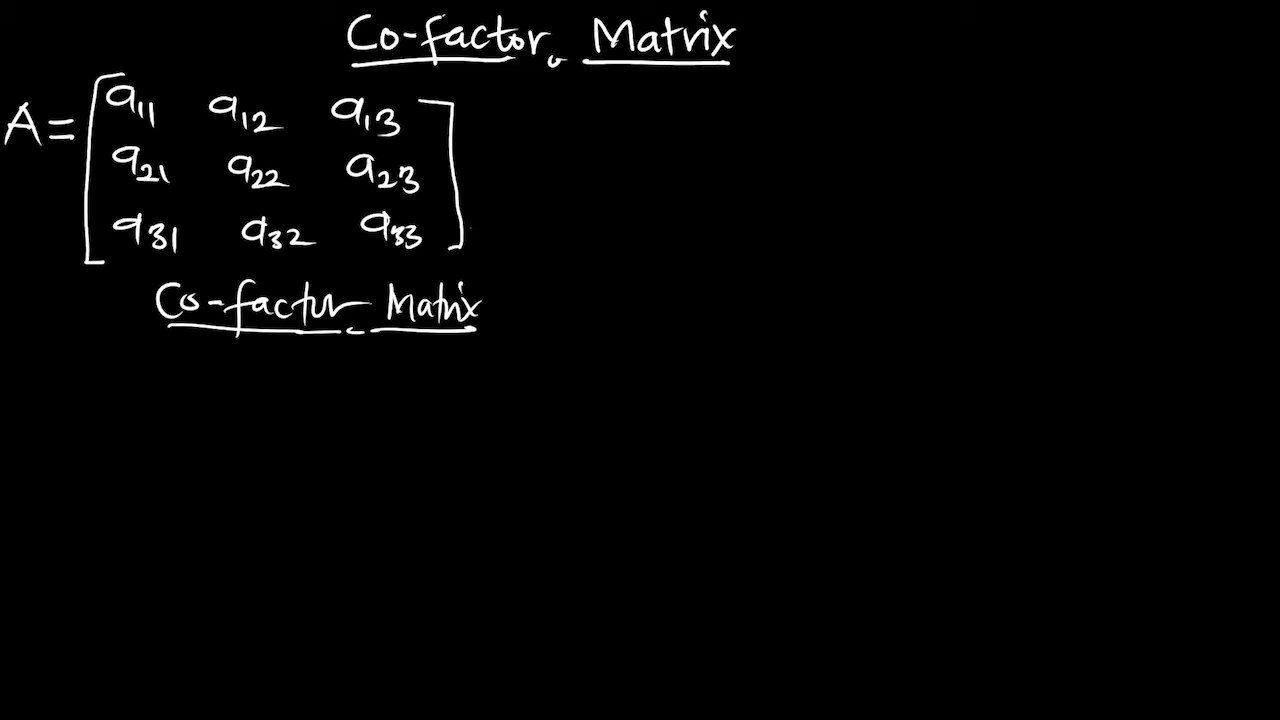 Co-factor Matrix
A = [a11 a12 a13
a21 a22 a23
a31 a32 a33]
Co-factor Matrix